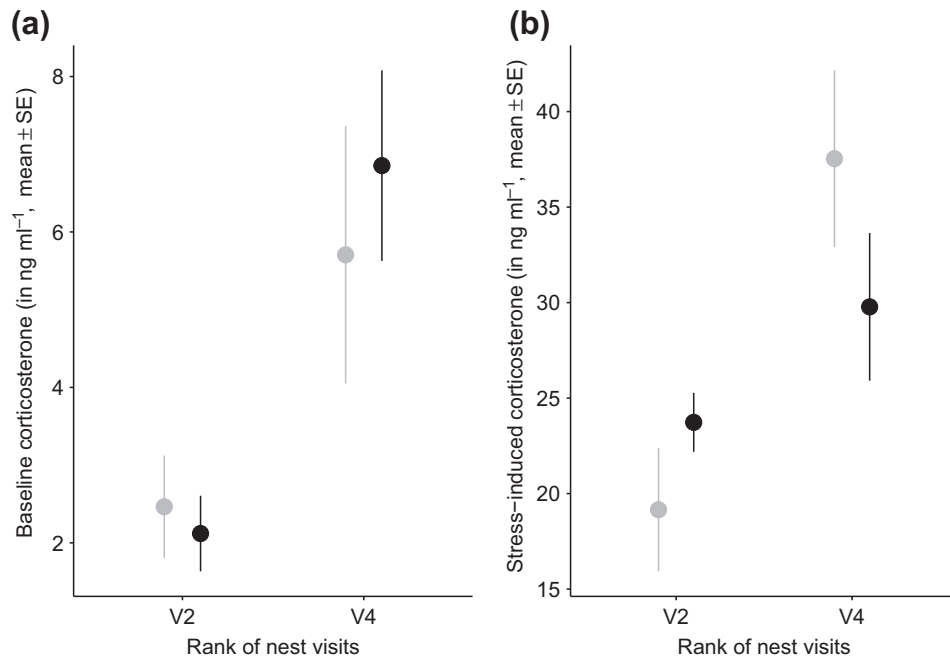 (a)
Baseline corticosterone (in ng ml⁻¹, mean ± SE)
8
6
4
2
V2 V4
Rank of nest visits
(b)
Stress−induced corticosterone (in ng ml⁻¹, mean ± SE)
40
35
30
25
20
15
V2 V4
Rank of nest visits